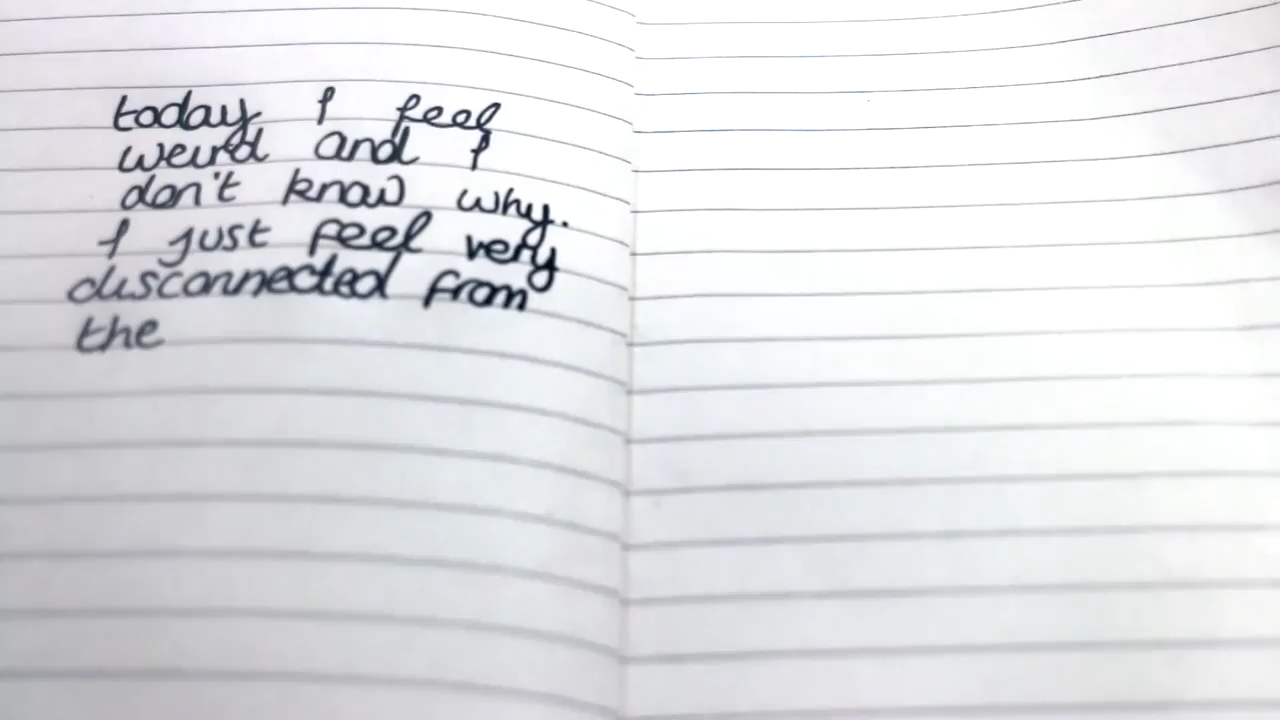 today I feel
weird and I
don't know why.
I just feel very
disconnected from
the